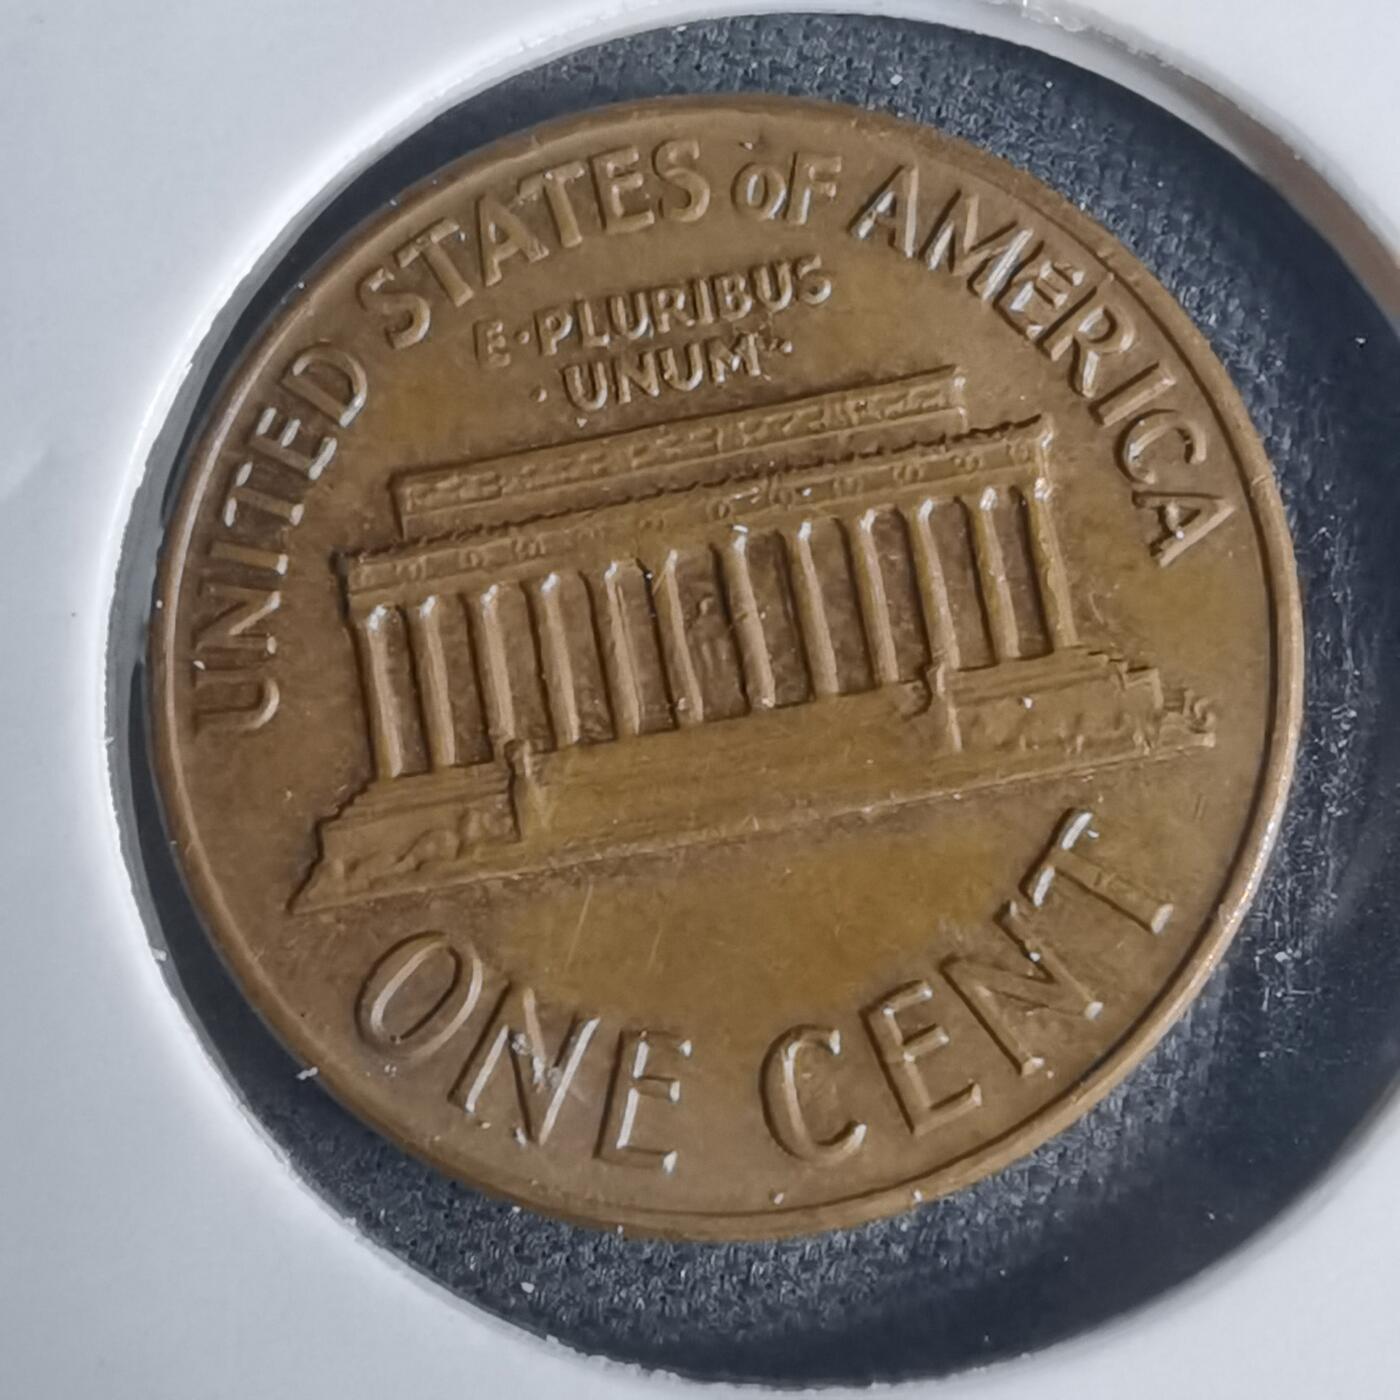 UNITED STATES oF AMERICA
E·PLURIBUS
·UNUM·
ONE CENT